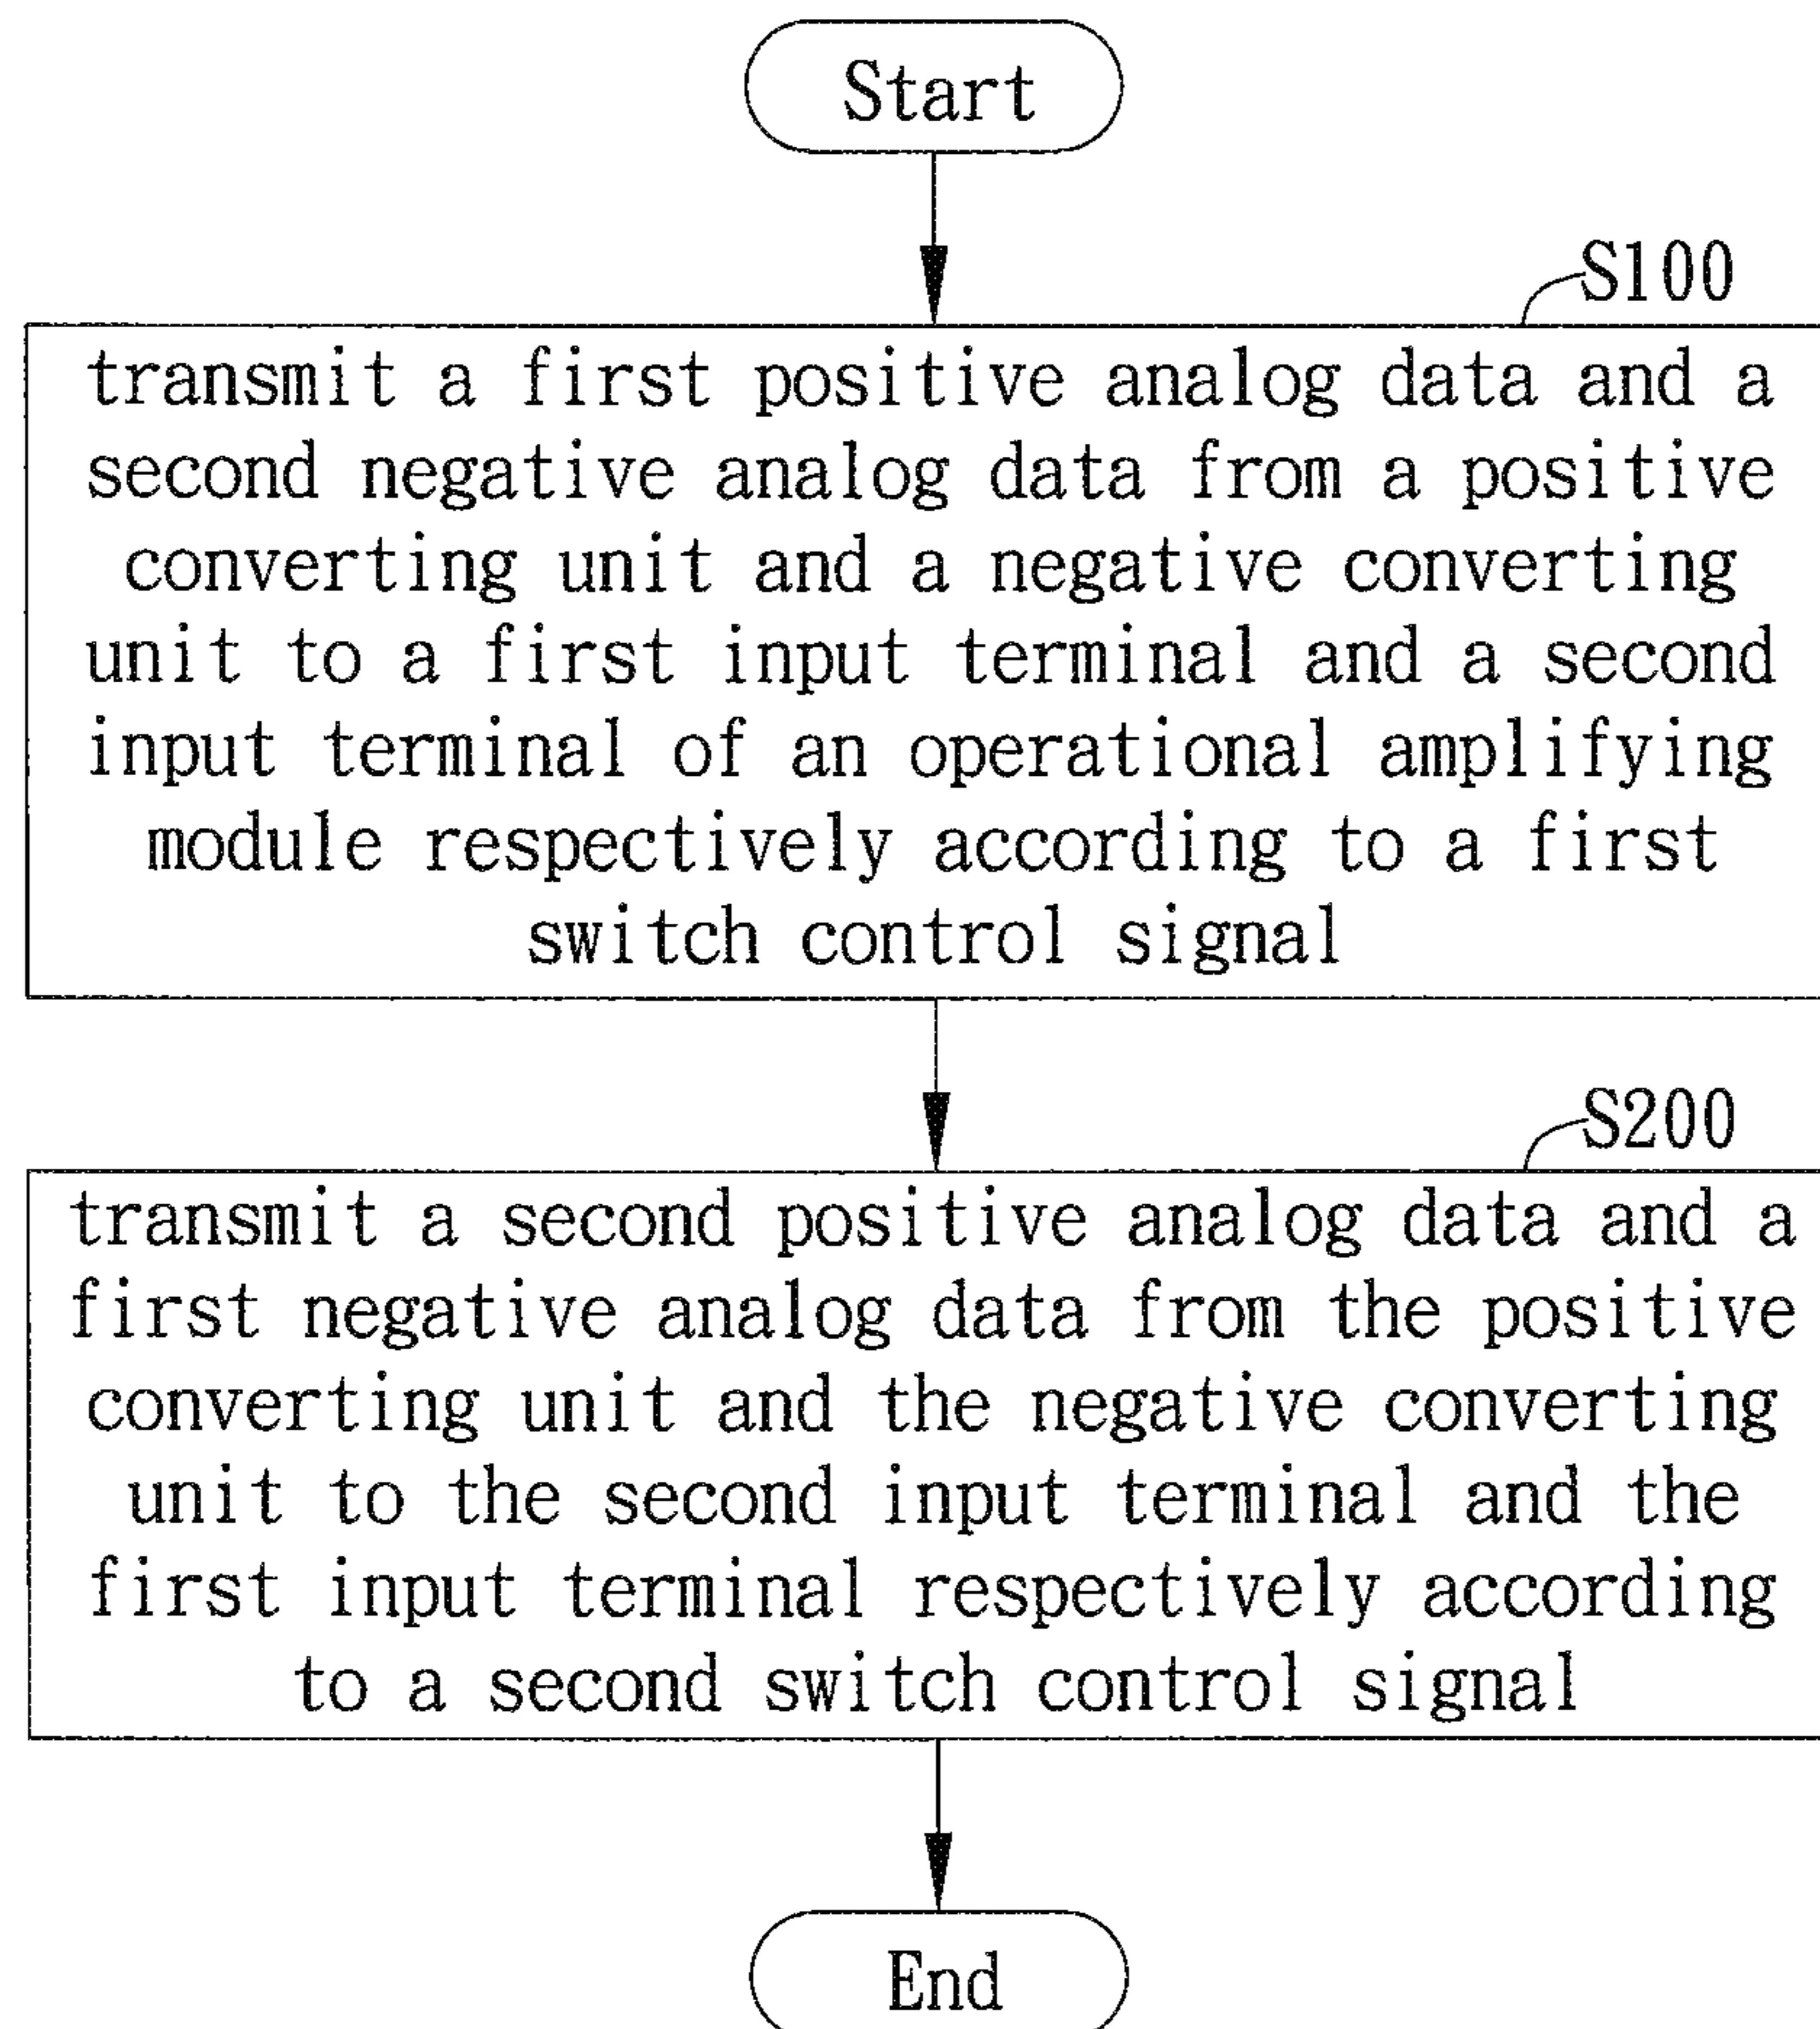 Start
S100
transmit a first positive analog data and a
second negative analog data from a positive
converting unit and a negative converting
unit to a first input terminal and a second
input terminal of an operational amplifying
module respectively according to a first
switch control signal
S200
transmit a second positive analog data and a
first negative analog data from the positive
converting unit and the negative converting
unit to the second input terminal and the
first input terminal respectively according
to a second switch control signal
End